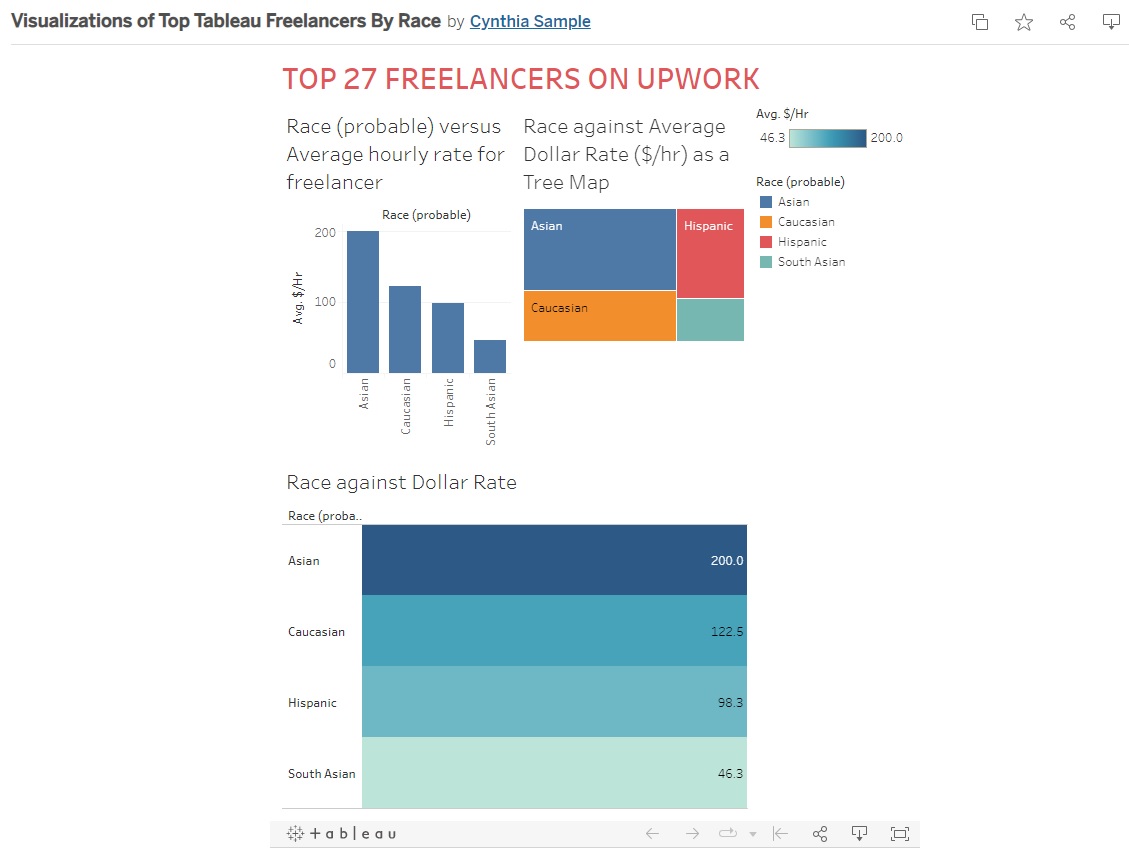 Visualizations of Top Tableau Freelancers By Race by Cynthia Sample
TOP 27 FREELANCERS ON UPWORK
Race (probable) versus
Average hourly rate for
freelancer
Race (probable)
Avg. $/Hr
200
100
0
Asian
Caucasian
Hispanic
South Asian
Race against Average
Dollar Rate ($/hr) as a
Tree Map
Asian
Hispanic
Caucasian
Avg. $/Hr
46.3 200.0
Race (probable)
Asian
Caucasian
Hispanic
South Asian
Race against Dollar Rate
Race (proba..
Asian 200.0
Caucasian 122.5
Hispanic 98.3
South Asian 46.3
+ableau